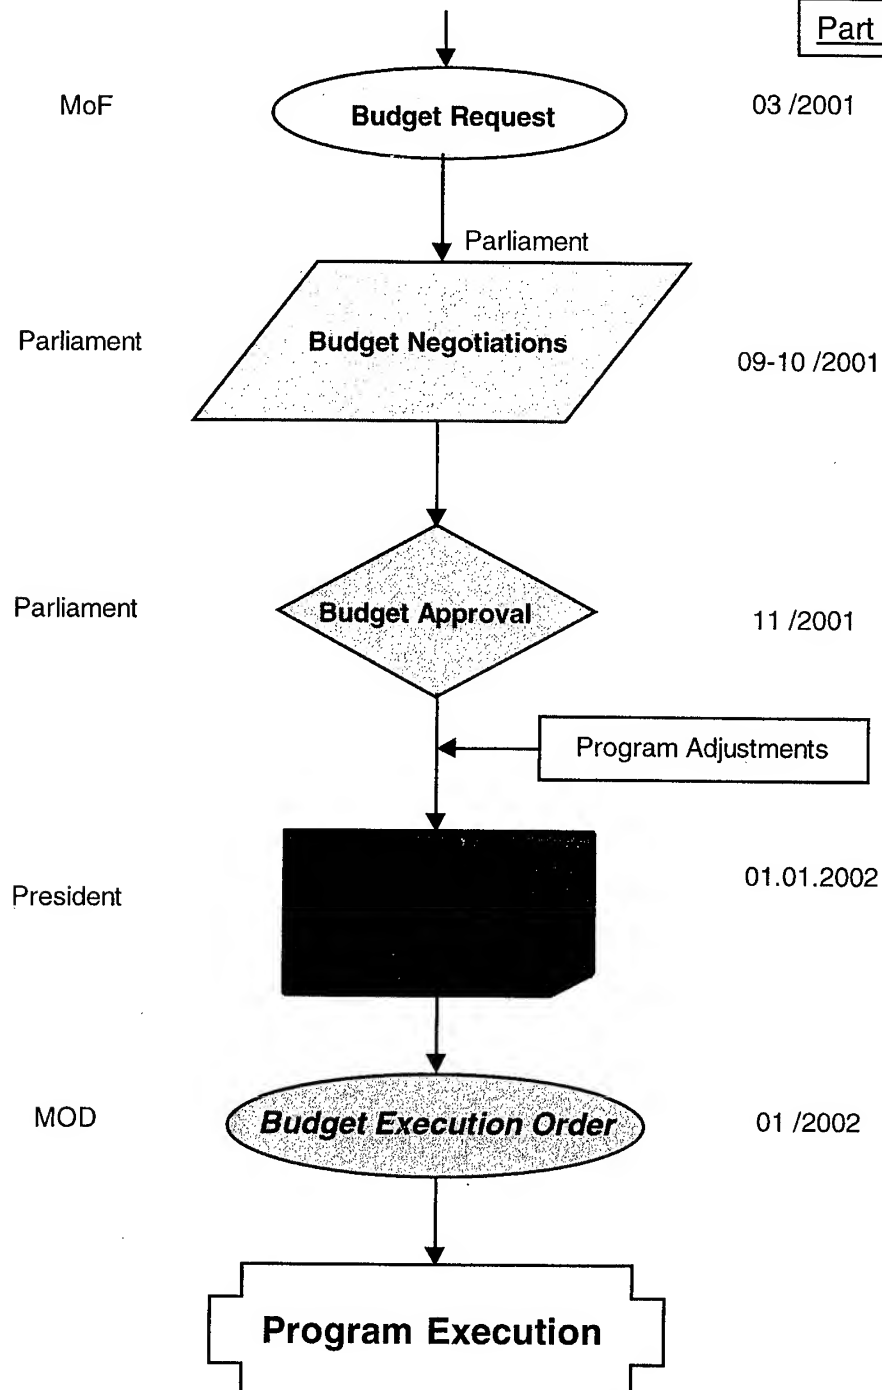 Part
MoF
Budget Request
03 /2001
Parliament
Parliament
Budget Negotiations
09-10 /2001
Parliament
Budget Approval
11 /2001
Program Adjustments
President
01.01.2002
MOD
Budget Execution Order
01 /2002
Program Execution